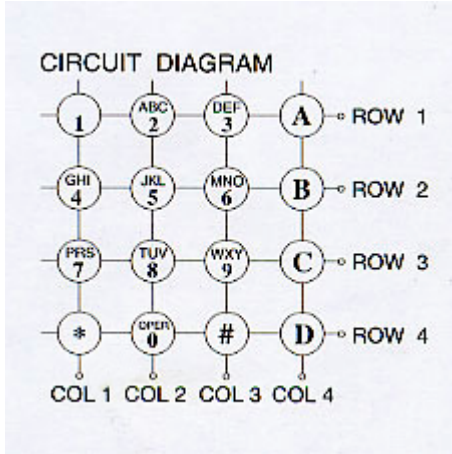 CIRCUIT DIAGRAM
1 ABC 2 DEF 3 A ROW 1
GHI 4 JKL 5 MNO 6 B ROW 2
PRS 7 TUV 8 WXY 9 C ROW 3
* OPER 0 # D ROW 4
COL 1 COL 2 COL 3 COL 4